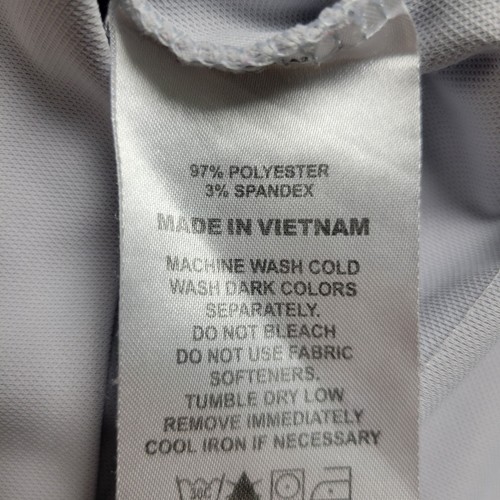 97% POLYESTER
3% SPANDEX
MADE IN VIETNAM
MACHINE WASH COLD
WASH DARK COLORS
SEPARATELY.
DO NOT BLEACH
DO NOT USE FABRIC
SOFTENERS.
TUMBLE DRY LOW
REMOVE IMMEDIATELY
COOL IRON IF NECESSARY
30C